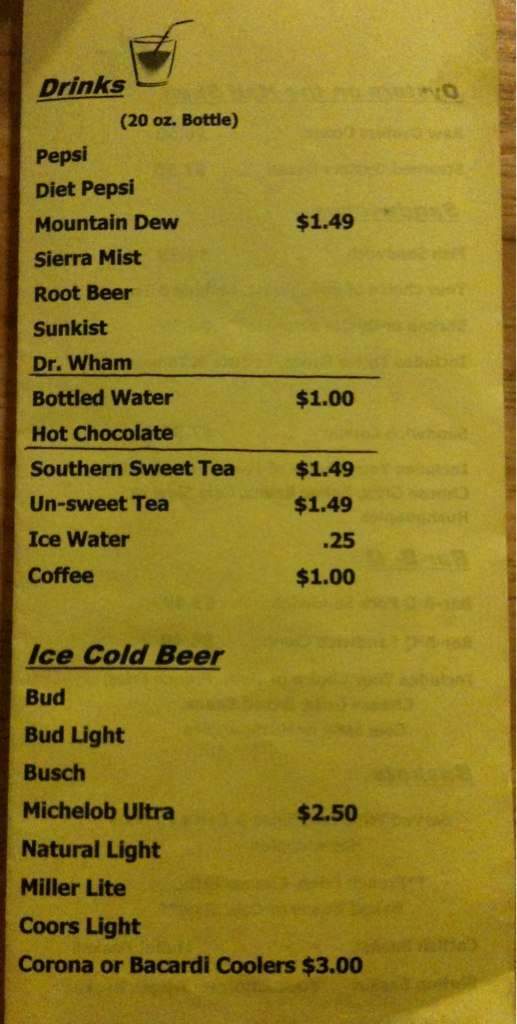 Drinks
(20 oz. Bottle)
Pepsi
Diet Pepsi
Mountain Dew $1.49
Sierra Mist
Root Beer
Sunkist
Dr. Wham
Bottled Water $1.00
Hot Chocolate
Southern Sweet Tea $1.49
Un-sweet Tea $1.49
Ice Water .25
Coffee $1.00
Ice Cold Beer
Bud
Bud Light
Busch
Michelob Ultra $2.50
Natural Light
Miller Lite
Coors Light
Corona or Bacardi Coolers $3.00